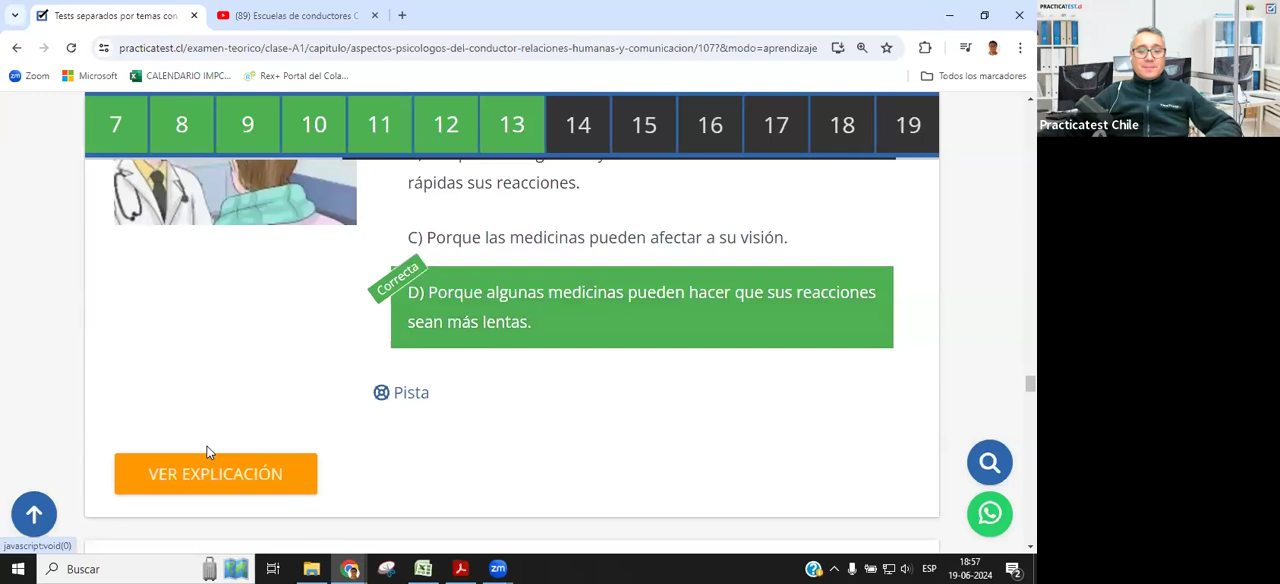 Tests separados por temas con
(89) Escuelas de conductores C
practicatest.cl/examen-teorico/clase-A1/capitulo/aspectos-psicologos-del-conductor-relaciones-humanas-y-comunicacion/107?&modo=aprendizaje
Zoom
Microsoft
CALENDARIO IMPC...
Rex+ Portal del Cola...
Todos los marcadores
PRACTICATEST.cl
Practicatest Chile
7 8 9 10 11 12 13 14 15 16 17 18 19
rápidas sus reacciones.
C) Porque las medicinas pueden afectar a su visión.
Correcta
D) Porque algunas medicinas pueden hacer que sus reacciones
sean más lentas.
Pista
VER EXPLICACIÓN
javascript:void(0)
Buscar
ESP
18:57
19-06-2024
2